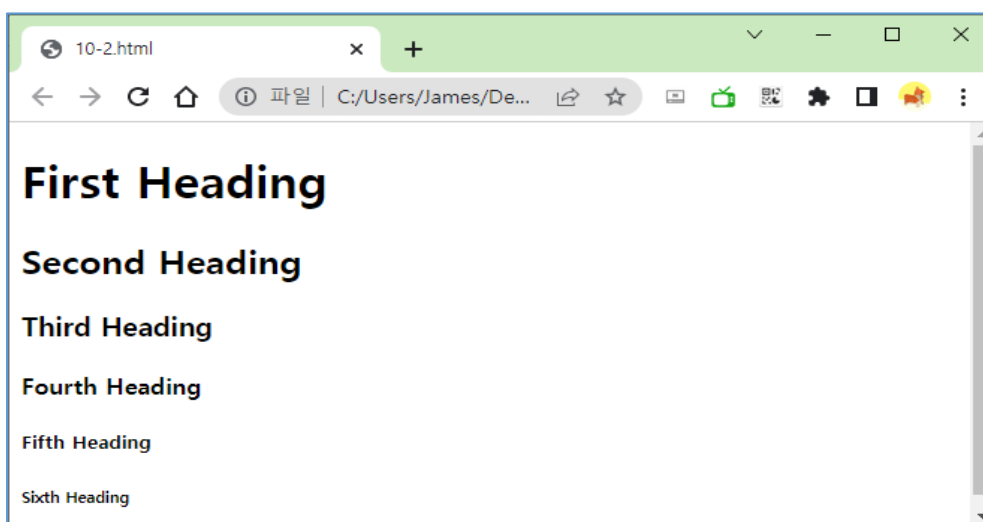 10-2.html
파일 C:/Users/James/De...
First Heading
Second Heading
Third Heading
Fourth Heading
Fifth Heading
Sixth Heading